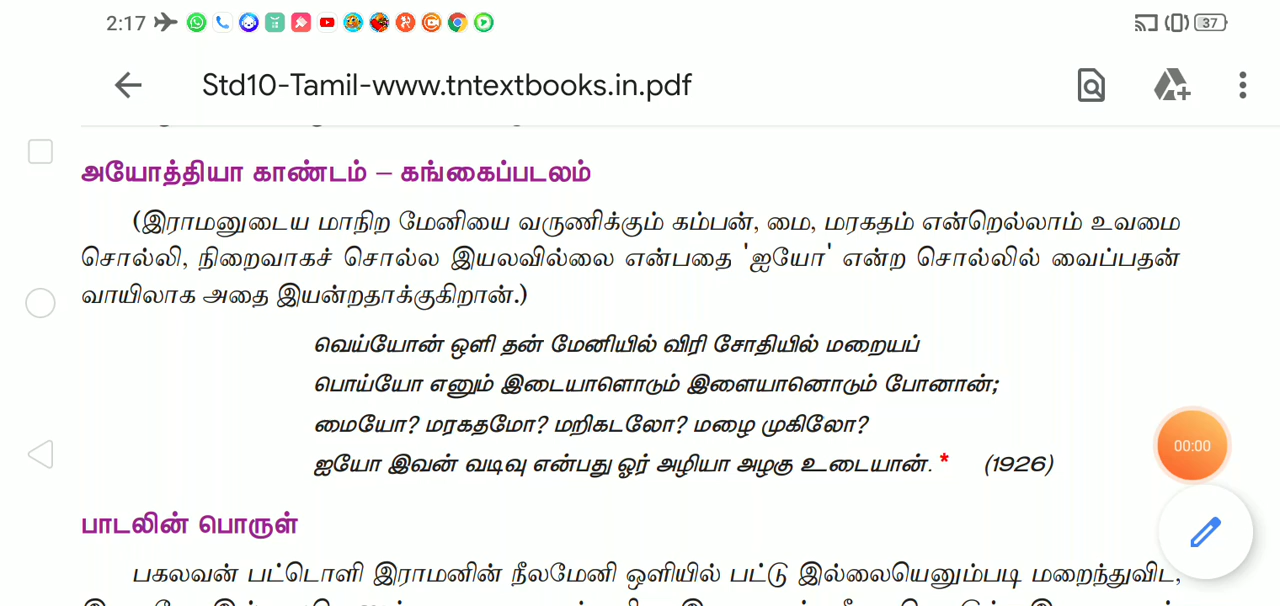 2:17
37
Std10-Tamil-www.tntextbooks.in.pdf
அயோத்தியா காண்டம் – கங்கைப்படலம்
(இராமனுடைய மாநிற மேனியை வருணிக்கும் கம்பன், மை, மரகதம் என்றெல்லாம் உவமை
சொல்லி, நிறைவாகச் சொல்ல இயலவில்லை என்பதை 'ஐயோ' என்ற சொல்லில் வைப்பதன்
வாயிலாக அதை இயன்றதாக்குகிறான்.)
வெய்யோன் ஒளி தன் மேனியில் விரி சோதியில் மறையப்
பொய்யோ எனும் இடையாளொடும் இளையானொடும் போனான்;
மையோ? மரகதமோ? மறிகடலோ? மழை முகிலோ?
ஐயோ இவன் வடிவு என்பது ஓர் அழியா அழகு உடையான். * (1926)
00:00
பாடலின் பொருள்
பகலவன் பட்டொளி இராமனின் நீலமேனி ஒளியில் பட்டு இல்லையெனும்படி மறைந்துவிட,